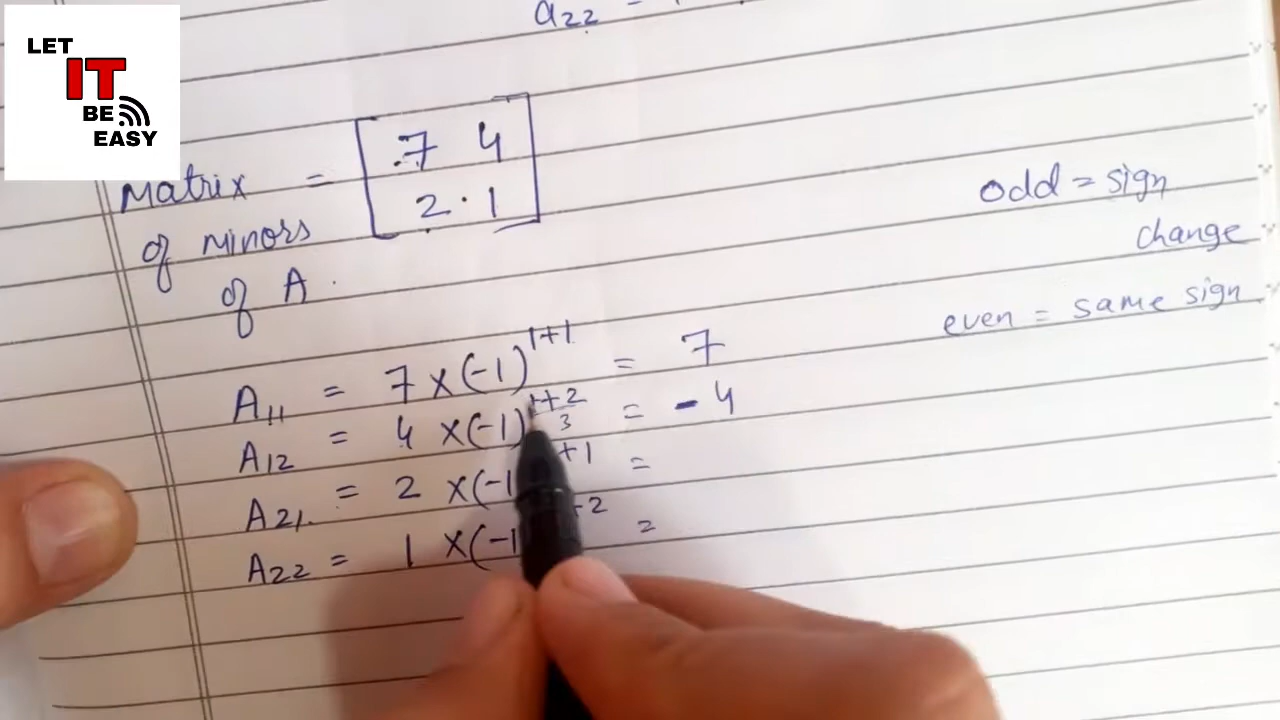 a22 =
LET
IT
BE
EASY
Matrix = [ 7 4
2 1 ]
of minors
of A
odd = sign
change
even = same sign
A11 = 7 × (-1)^1+1 = 7
A12 = 4 × (-1)^1+2 = -4
3
A21 = 2 × (-1 +1 =
A22 = 1 × (-1 +2 =